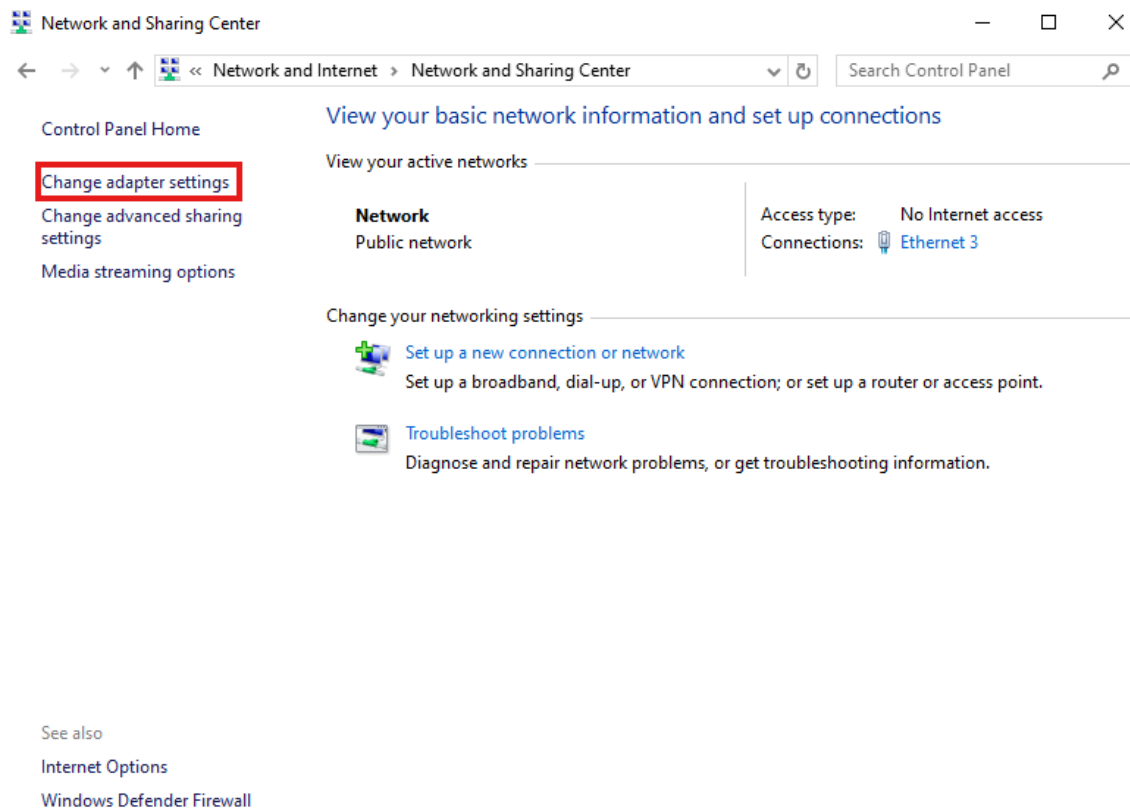 Network and Sharing Center
« Network and Internet › Network and Sharing Center
Search Control Panel
Control Panel Home
Change adapter settings
Change advanced sharing
settings
Media streaming options
View your basic network information and set up connections
View your active networks
Network
Public network
Access type: No Internet access
Connections: Ethernet 3
Change your networking settings
Set up a new connection or network
Set up a broadband, dial-up, or VPN connection; or set up a router or access point.
Troubleshoot problems
Diagnose and repair network problems, or get troubleshooting information.
See also
Internet Options
Windows Defender Firewall